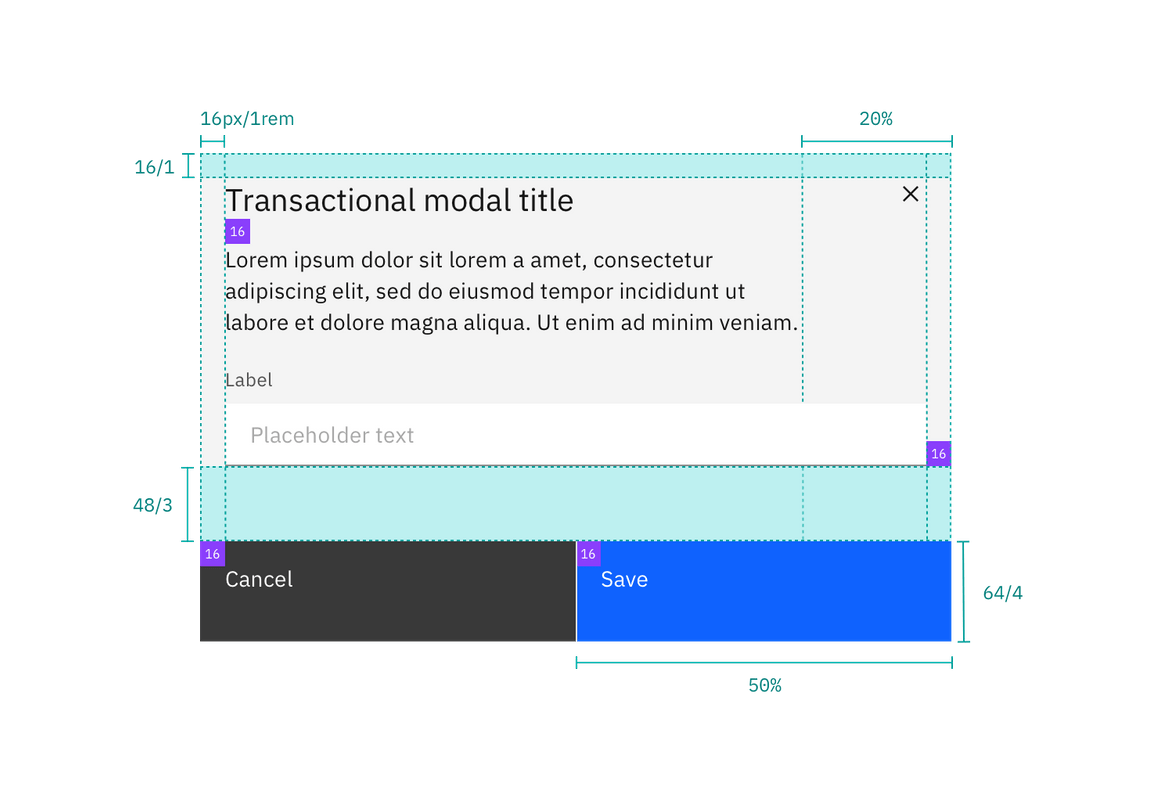 16px/1rem
20%
16/1
Transactional modal title
16
Lorem ipsum dolor sit lorem a amet, consectetur
adipiscing elit, sed do eiusmod tempor incididunt ut
labore et dolore magna aliqua. Ut enim ad minim veniam.
Label
Placeholder text
16
48/3
16
Cancel
16
Save
64/4
50%